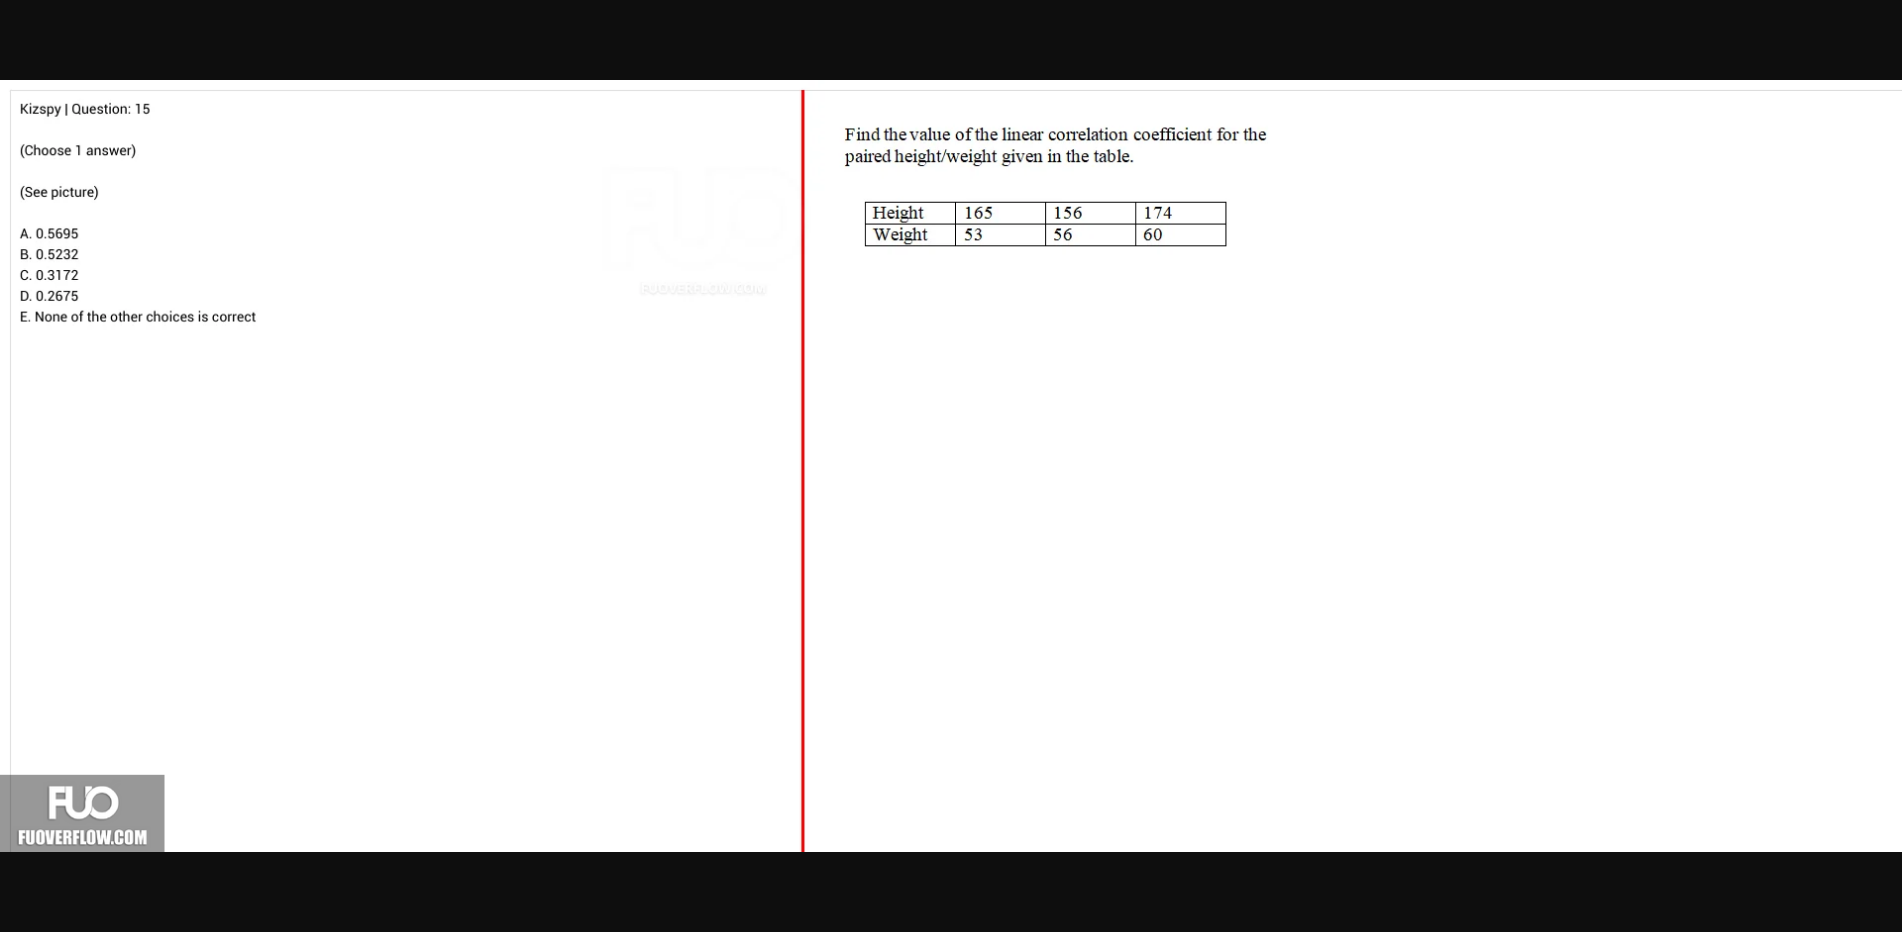 Kizspy | Question: 15
(Choose 1 answer)
(See picture)
A. 0.5695
B. 0.5232
C. 0.3172
D. 0.2675
E. None of the other choices is correct
Find the value of the linear correlation coefficient for the
paired height/weight given in the table.
Height 165 156 174
Weight 53 56 60
FUO
FUOVERFLOW.COM
FUO
FUOVERFLOW.COM